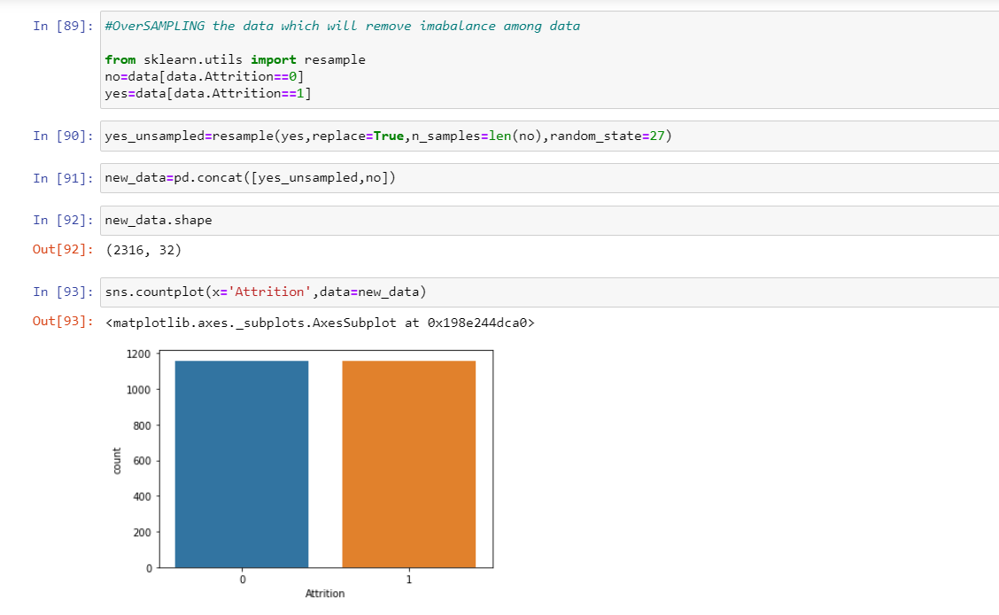 In [89]: #OverSAMPLING the data which will remove imabalance among data
from sklearn.utils import resample
no=data[data.Attrition==0]
yes=data[data.Attrition==1]
In [90]: yes_unsampled=resample(yes,replace=True,n_samples=len(no),random_state=27)
In [91]: new_data=pd.concat([yes_unsampled,no])
In [92]: new_data.shape
Out[92]: (2316, 32)
In [93]: sns.countplot(x='Attrition',data=new_data)
Out[93]: <matplotlib.axes._subplots.AxesSubplot at 0x198e244dca0>
1200
1000
800
600
400
200
0
count
0 1
Attrition